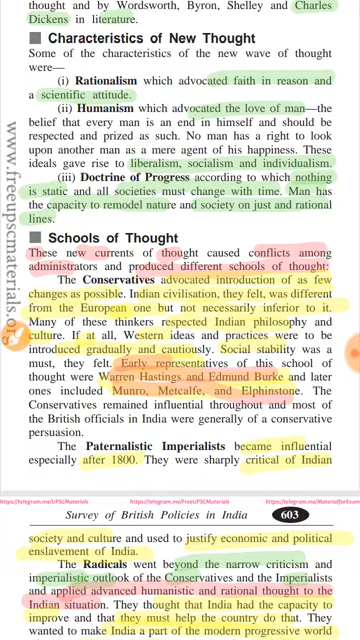 thought and by Wordsworth, Byron, Shelley and Charles
Dickens in literature.
Characteristics of New Thought
Some of the characteristics of the new wave of thought
were—
(i) Rationalism which advocated faith in reason and
a scientific attitude.
(ii) Humanism which advocated the love of man—the
belief that every man is an end in himself and should be
respected and prized as such. No man has a right to look
upon another man as a mere agent of his happiness. These
ideals gave rise to liberalism, socialism and individualism.
(iii) Doctrine of Progress according to which nothing
is static and all societies must change with time. Man has
the capacity to remodel nature and society on just and rational
lines.
Schools of Thought
These new currents of thought caused conflicts among
administrators and produced different schools of thought:
The Conservatives advocated introduction of as few
changes as possible. Indian civilisation, they felt, was different
from the European one but not necessarily inferior to it.
Many of these thinkers respected Indian philosophy and
culture. If at all, Western ideas and practices were to be
introduced gradually and cautiously. Social stability was a
must, they felt. Early representatives of this school of
thought were Warren Hastings and Edmund Burke and later
ones included Munro, Metcalfe, and Elphinstone. The
Conservatives remained influential throughout and most of
the British officials in India were generally of a conservative
persuasion.
The Paternalistic Imperialists became influential
especially after 1800. They were sharply critical of Indian
www.freeupscmaterials.org
https://telegram.me/UPSCMaterials https://telegram.me/FreeUPSCMaterials https://telegram.me/MaterialforExam
Survey of British Policies in India 603
society and culture and used to justify economic and political
enslavement of India.
The Radicals went beyond the narrow criticism and
imperialistic outlook of the Conservatives and the Imperialists
and applied advanced humanistic and rational thought to the
Indian situation. They thought that India had the capacity to
improve and that they must help the country do that. They
wanted to make India a part of the modern progressive world